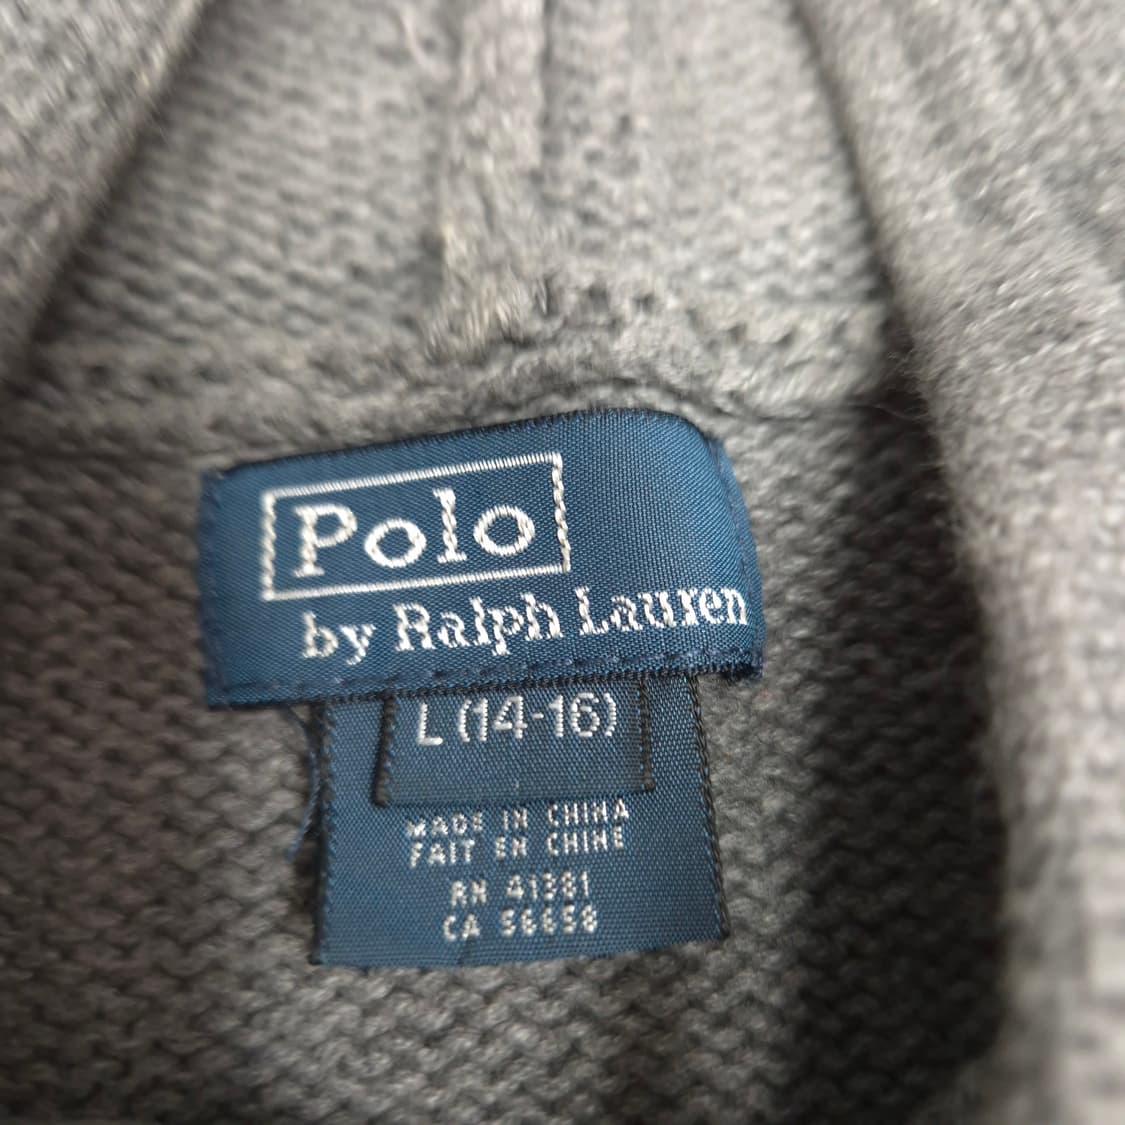 Polo
by Ralph Lauren
L (14-16)
MADE IN CHINA
FAIT EN CHINE
RN 41381
CA 56658